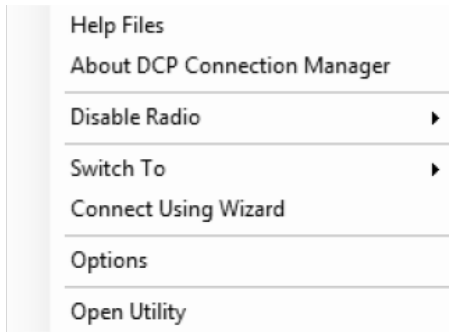 Help Files
About DCP Connection Manager
Disable Radio
Switch To
Connect Using Wizard
Options
Open Utility